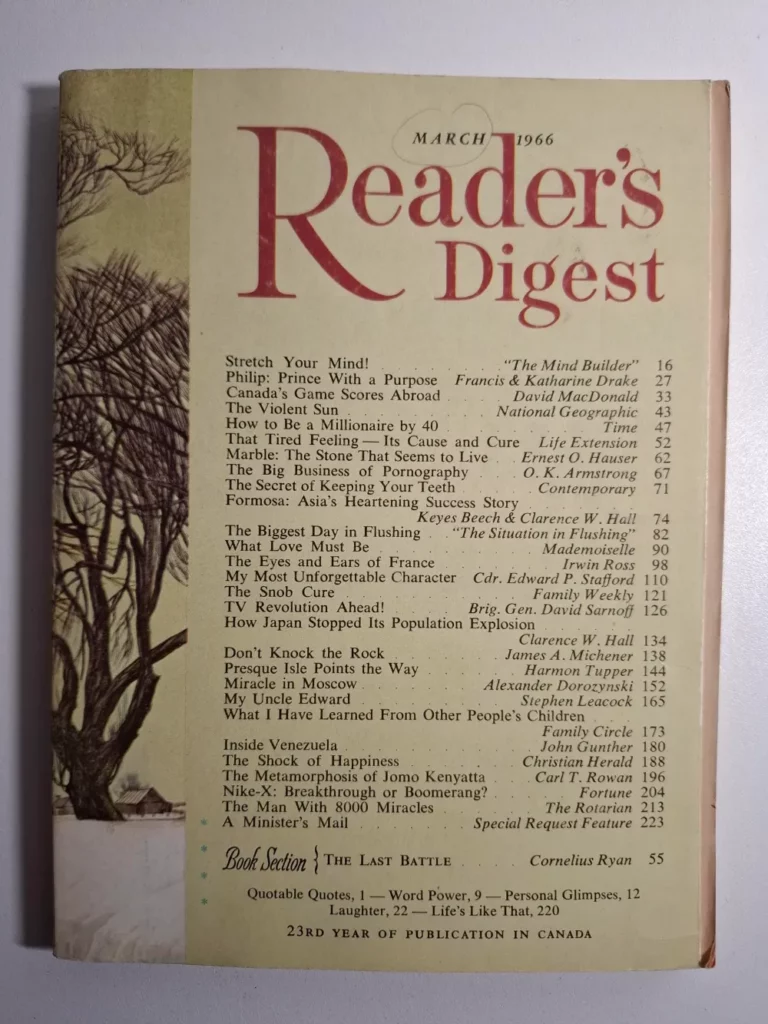 MARCH 1966
Reader's
Digest
Stretch Your Mind! . . . . . . . "The Mind Builder" 16
Philip: Prince With a Purpose Francis & Katharine Drake 27
Canada's Game Scores Abroad . . . . David MacDonald 33
The Violent Sun . . . . . . . . National Geographic 43
How to Be a Millionaire by 40 . . . . . . . . Time 47
That Tired Feeling — Its Cause and Cure Life Extension 52
Marble: The Stone That Seems to Live . . Ernest O. Hauser 62
The Big Business of Pornography . . . O. K. Armstrong 67
The Secret of Keeping Your Teeth . . . . Contemporary 71
Formosa: Asia's Heartening Success Story . . . . . .
Keyes Beech & Clarence W. Hall 74
The Biggest Day in Flushing . . "The Situation in Flushing" 82
What Love Must Be . . . . . . . . Mademoiselle 90
The Eyes and Ears of France . . . . . . Irwin Ross 98
My Most Unforgettable Character Cdr. Edward P. Stafford 110
The Snob Cure . . . . . . . . . Family Weekly 121
TV Revolution Ahead! . . . . Brig. Gen. David Sarnoff 126
How Japan Stopped Its Population Explosion . . . . .
Clarence W. Hall 134
Don't Knock the Rock . . . . . . James A. Michener 138
Presque Isle Points the Way . . . . . Harmon Tupper 144
Miracle in Moscow . . . . . . Alexander Dorozynski 152
My Uncle Edward . . . . . . . . Stephen Leacock 165
What I Have Learned From Other People's Children . . .
Family Circle 173
Inside Venezuela . . . . . . . . . John Gunther 180
The Shock of Happiness . . . . . . Christian Herald 188
The Metamorphosis of Jomo Kenyatta . . . Carl T. Rowan 196
Nike-X: Breakthrough or Boomerang? . . . . . Fortune 204
The Man With 8000 Miracles . . . . . . The Rotarian 213
A Minister's Mail . . . . . . Special Request Feature 223
Book Section { THE LAST BATTLE . . . . Cornelius Ryan 55
Quotable Quotes, 1 — Word Power, 9 — Personal Glimpses, 12
Laughter, 22 — Life's Like That, 220
23RD YEAR OF PUBLICATION IN CANADA